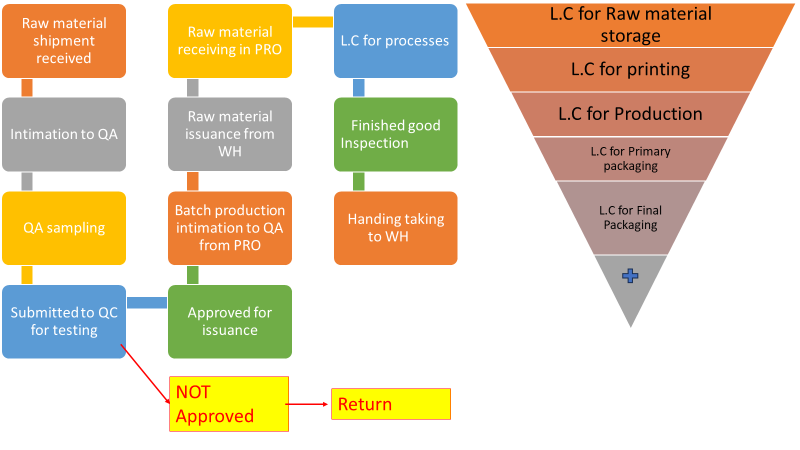 Raw material
shipment
received
Intimation to QA
QA sampling
Submitted to QC
for testing
Approved for
issuance
Batch production
intimation to QA
from PRO
Raw material
issuance from
WH
Raw material
receiving in PRO
L.C for processes
Finished good
Inspection
Handing taking
to WH
NOT
Approved
Return
L.C for Raw material
storage
L.C for printing
L.C for Production
L.C for Primary
packaging
L.C for Final
Packaging